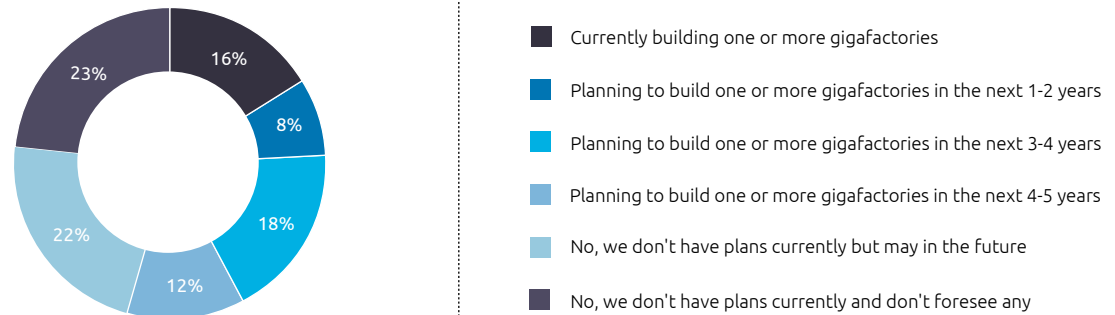 16%
8%
18%
12%
22%
23%
Currently building one or more gigafactories
Planning to build one or more gigafactories in the next 1-2 years
Planning to build one or more gigafactories in the next 3-4 years
Planning to build one or more gigafactories in the next 4-5 years
No, we don't have plans currently but may in the future
No, we don't have plans currently and don't foresee any